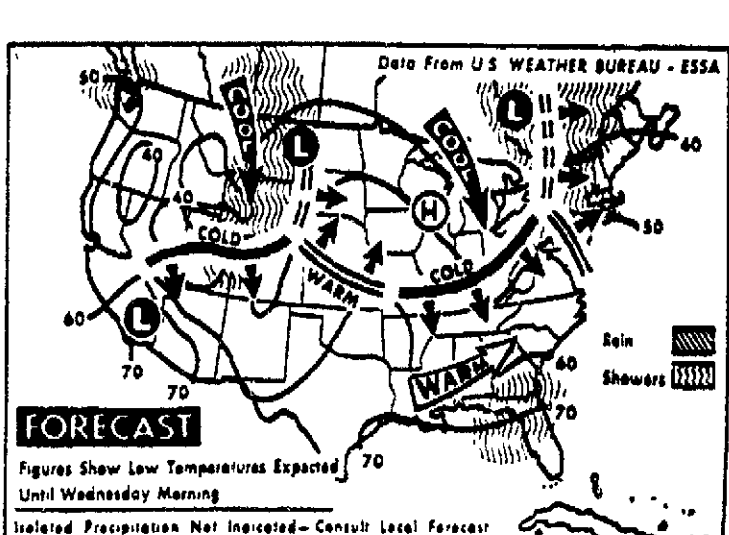 Data From U S WEATHER BUREAU - ESSA
50
COOL
L
COOL
L
40
40
40
H
50
COLD
WARM
COLD
60
L
Rain
70
WARM
60
Showers
70
70
FORECAST
70
Figures Show Low Temperatures Expected
Until Wednesday Morning
Isolated Precipitation Not Indicated - Consult Local Forecast